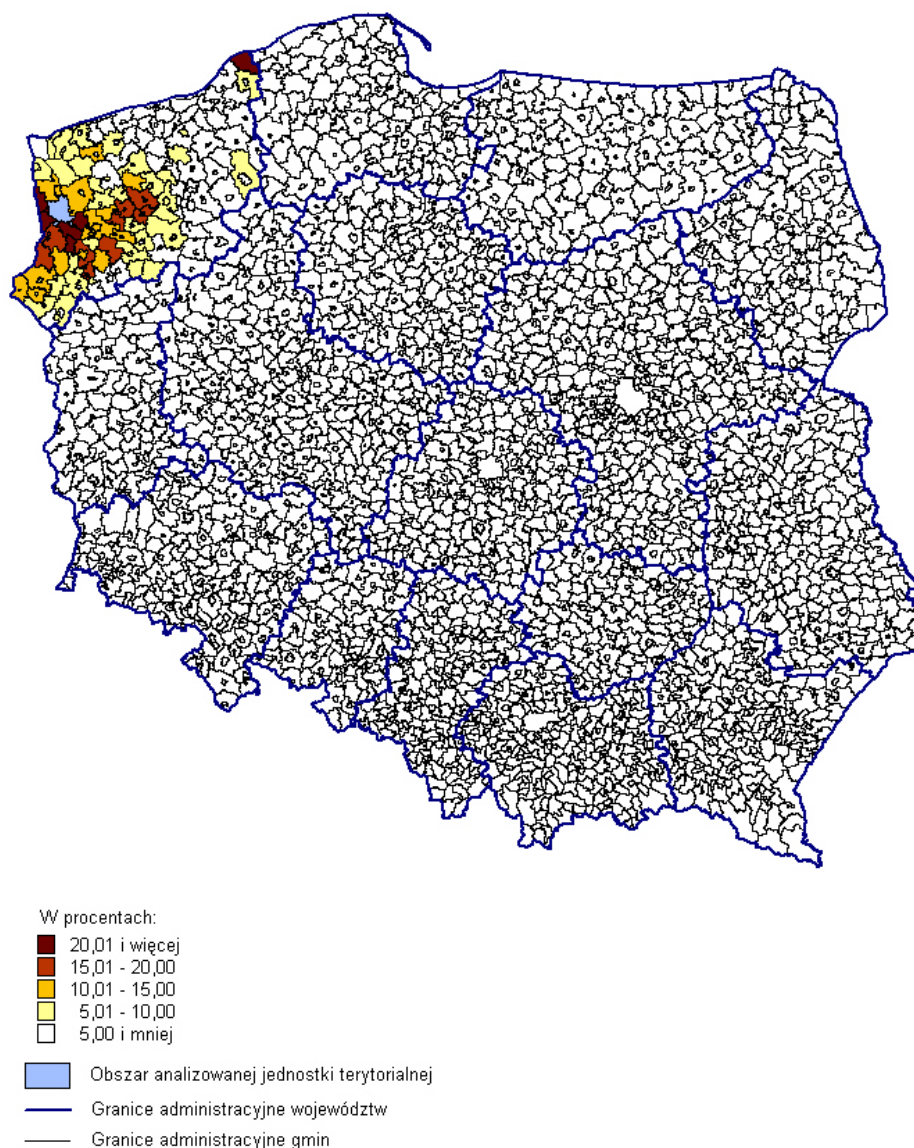 W procentach:
20,01 i więcej
15,01 - 20,00
10,01 - 15,00
5,01 - 10,00
5,00 i mniej
Obszar analizowanej jednostki terytorialnej
Granice administracyjne województw
Granice administracyjne gmin